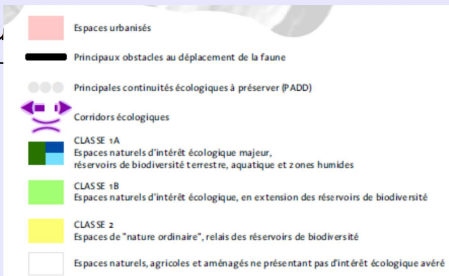 Espaces urbanisés
Principaux obstacles au déplacement de la faune
Principales continuités écologiques à préserver (PADD)
Corridors écologiques
CLASSE 1A
Espaces naturels d'intérêt écologique majeur,
réservoirs de biodiversité terrestre, aquatique et zones humides
CLASSE 1B
Espaces naturels d'intérêt écologique, en extension des réservoirs de biodiversité
CLASSE 2
Espaces de "nature ordinaire", relais des réservoirs de biodiversité
Espaces naturels, agricoles et aménagés ne présentant pas d'intérêt écologique avéré